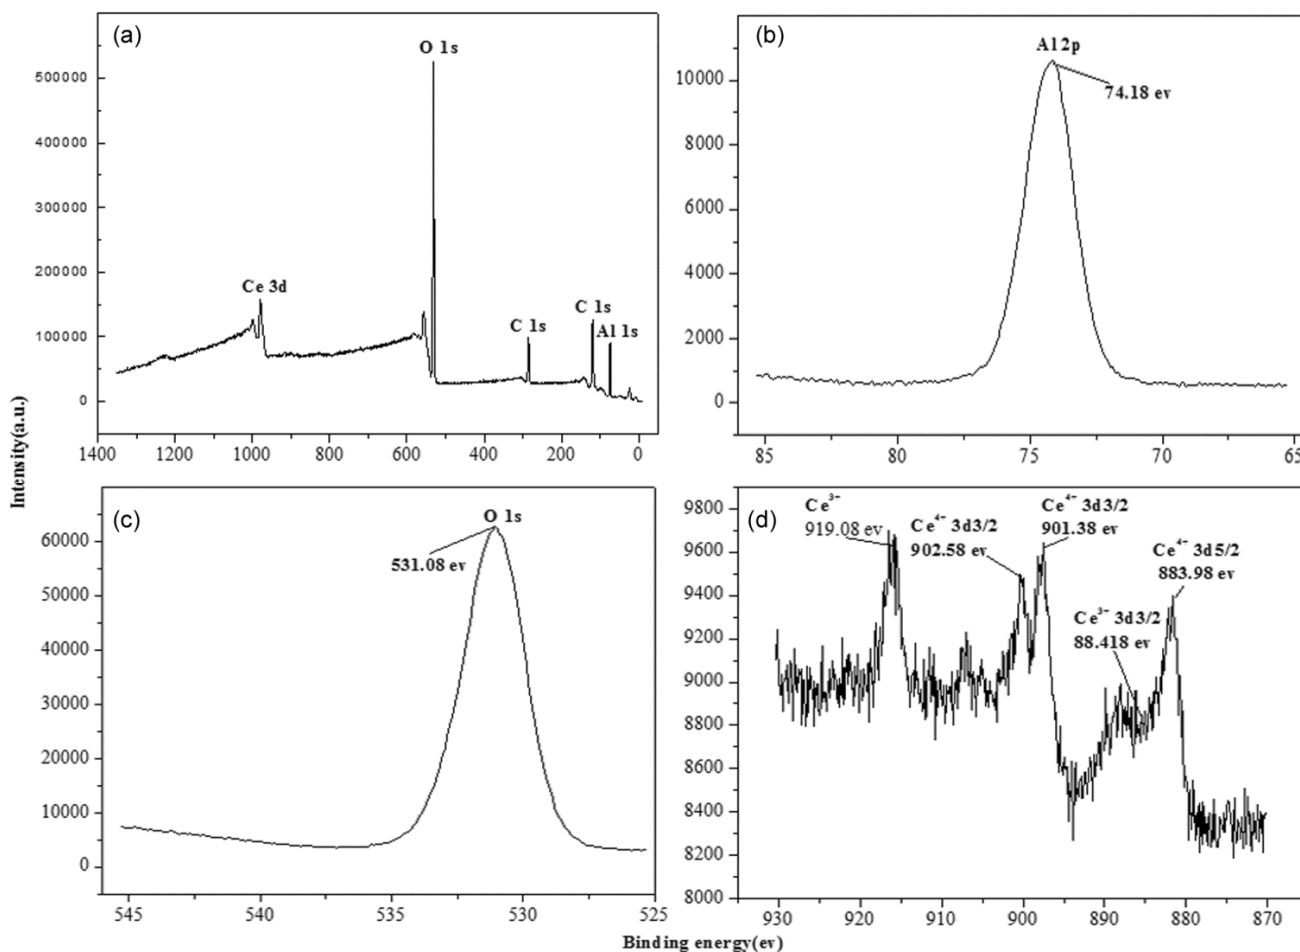 Intensity(a.u.)
(a)
O 1s
Ce 3d
C 1s
C 1s
Al 1s
500000
400000
300000
200000
100000
0
1400 1200 1000 800 600 400 200 0
(b)
Al2p
74.18 ev
10000
8000
6000
4000
2000
0
85 80 75 70 65
(c)
O 1s
531.08 ev
60000
50000
40000
30000
20000
10000
0
545 540 535 530 525
(d)
Ce³⁺
919.08 ev
Ce⁴⁺ 3d3/2
902.58 ev
Ce⁴⁺ 3d3/2
901.38 ev
Ce⁴⁺ 3d5/2
883.98 ev
Ce³⁺ 3d3/2
88.418 ev
9800
9600
9400
9200
9000
8800
8600
8400
8200
8000
930 920 910 900 890 880 870
Binding energy(ev)